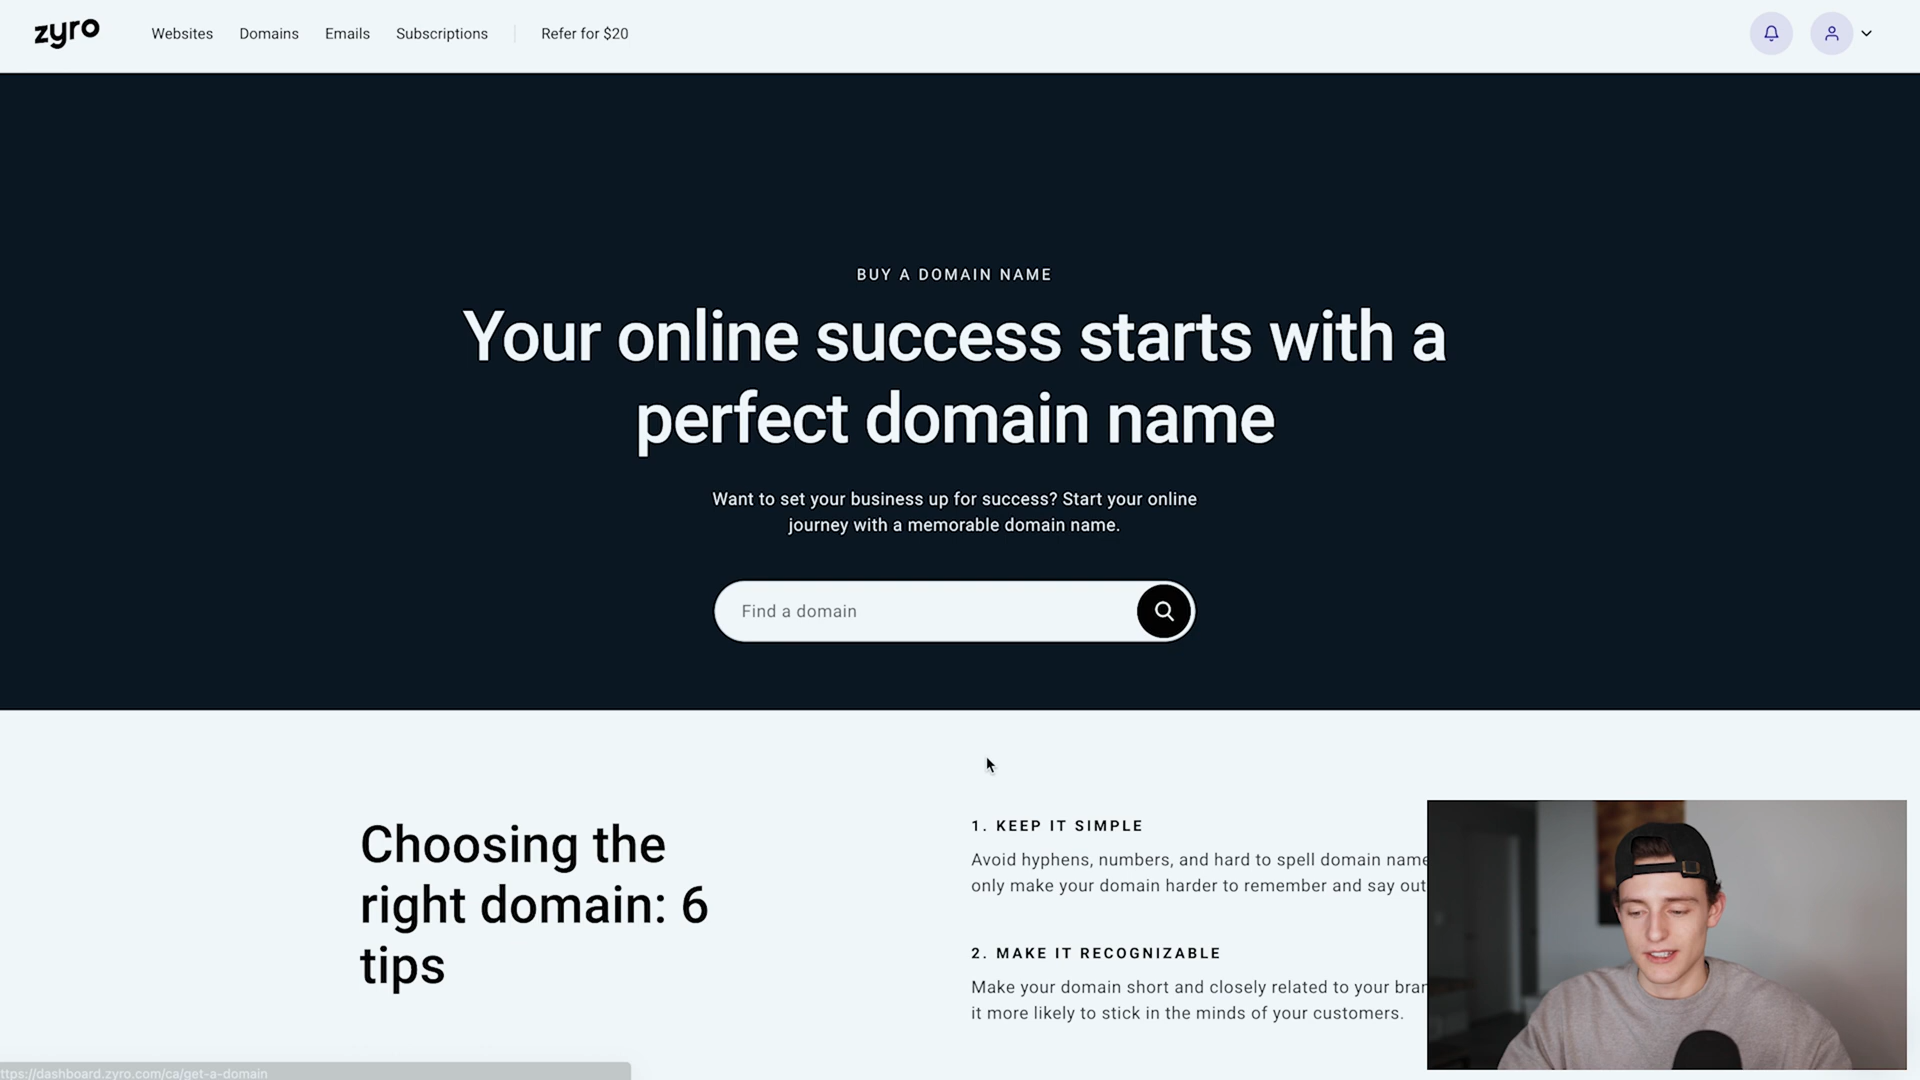 zyro
Websites
Domains
Emails
Subscriptions
Refer for $20
BUY A DOMAIN NAME
Your online success starts with a
perfect domain name
Want to set your business up for success? Start your online
journey with a memorable domain name.
Find a domain
Choosing the
right domain: 6
tips
1. KEEP IT SIMPLE
Avoid hyphens, numbers, and hard to spell domain name
only make your domain harder to remember and say out
2. MAKE IT RECOGNIZABLE
Make your domain short and closely related to your bran
it more likely to stick in the minds of your customers.
ttps://dashboard.zyro.com/ca/get-a-domain